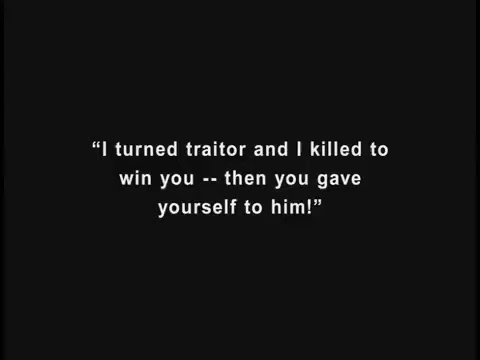 “I turned traitor and I killed to
win you -- then you gave
yourself to him!”